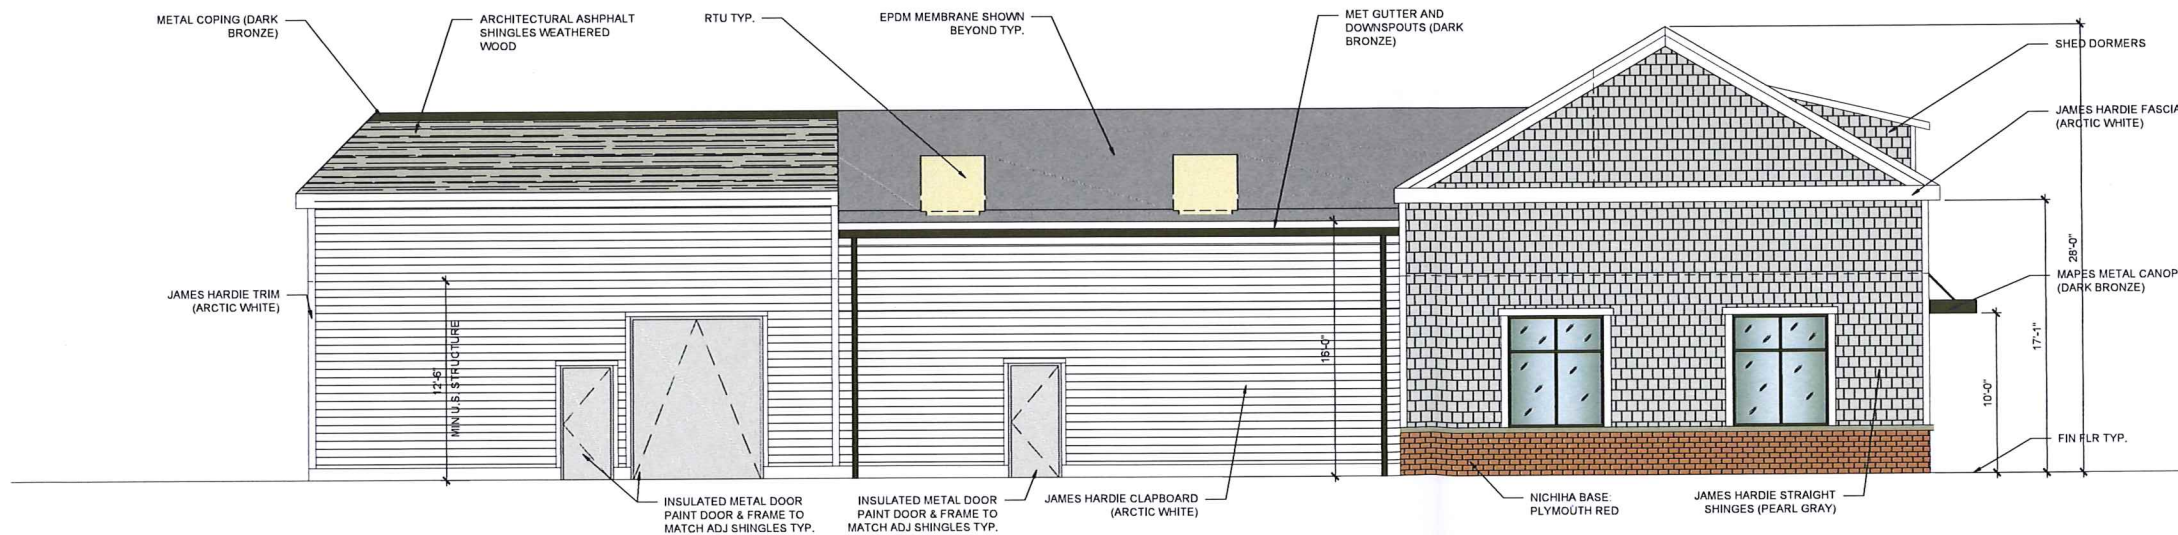 METAL COPING (DARK
BRONZE)
ARCHITECTURAL ASHPHALT
SHINGLES WEATHERED
WOOD
RTU TYP.
EPDM MEMBRANE SHOWN
BEYOND TYP.
MET GUTTER AND
DOWNSPOUTS (DARK
BRONZE)
SHED DORMERS
JAMES HARDIE FASCIA
(ARCTIC WHITE)
28'-0"
MAPES METAL CANOP
(DARK BRONZE)
17'-1"
10'-0"
FIN FLR TYP.
JAMES HARDIE TRIM
(ARCTIC WHITE)
12'-6"
MIN U.S. STRUCTURE
16'-0"
INSULATED METAL DOOR
PAINT DOOR & FRAME TO
MATCH ADJ SHINGLES TYP.
INSULATED METAL DOOR
PAINT DOOR & FRAME TO
MATCH ADJ SHINGLES TYP.
JAMES HARDIE CLAPBOARD
(ARCTIC WHITE)
NICHIHA BASE:
PLYMOUTH RED
JAMES HARDIE STRAIGHT
SHINGES (PEARL GRAY)